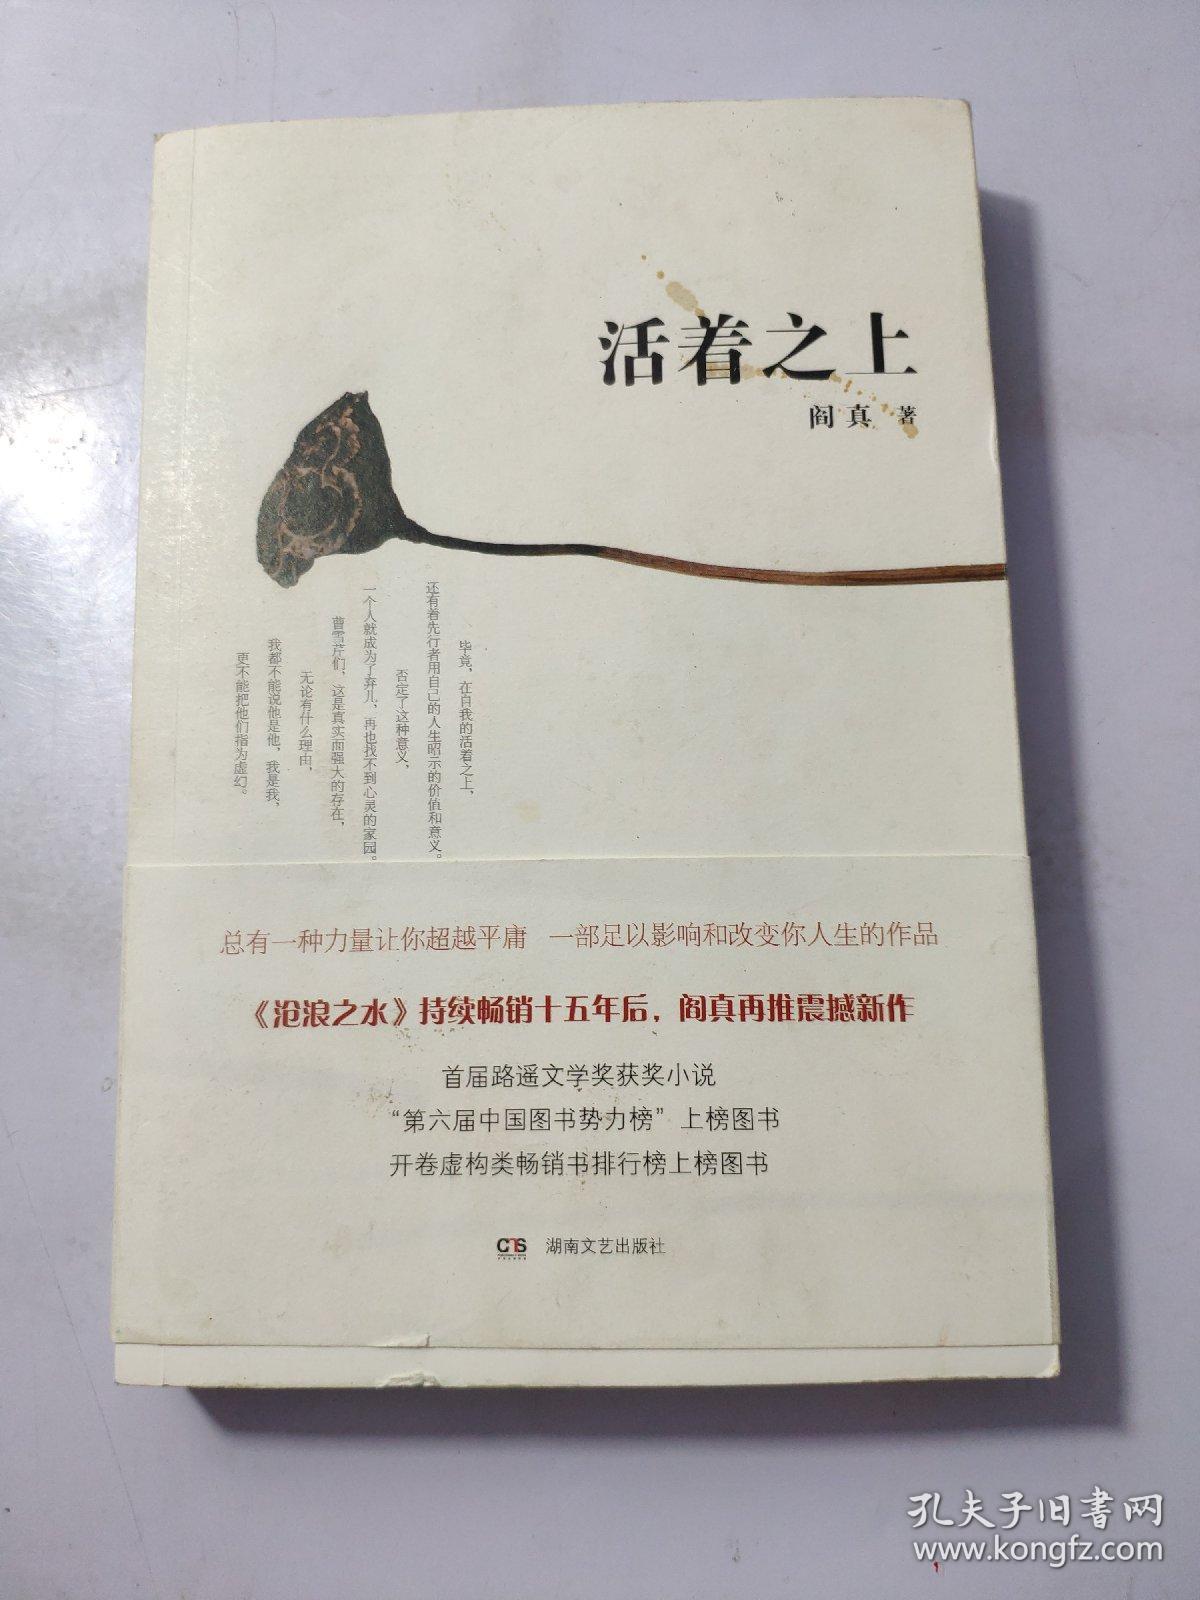 活着之上
阎真 著
毕竟，在自我的活着之上，
还有着先行者用自己的人生昭示的价值和意义。
否定了这种意义，
一个人就成为了弃儿，再也找不到心灵的家园。
曹雪芹们，这是真实而强大的存在，
无论有什么理由，
我都不能说他是他，我是我，
更不能把他们指为虚幻。
总有一种力量让你超越平庸 一部足以影响和改变你人生的作品
《沧浪之水》持续畅销十五年后，阎真再推震撼新作
首届路遥文学奖获奖小说
“第六届中国图书势力榜”上榜图书
开卷虚构类畅销书排行榜上榜图书
湖南文艺出版社
孔夫子旧书网
www.kongfz.com